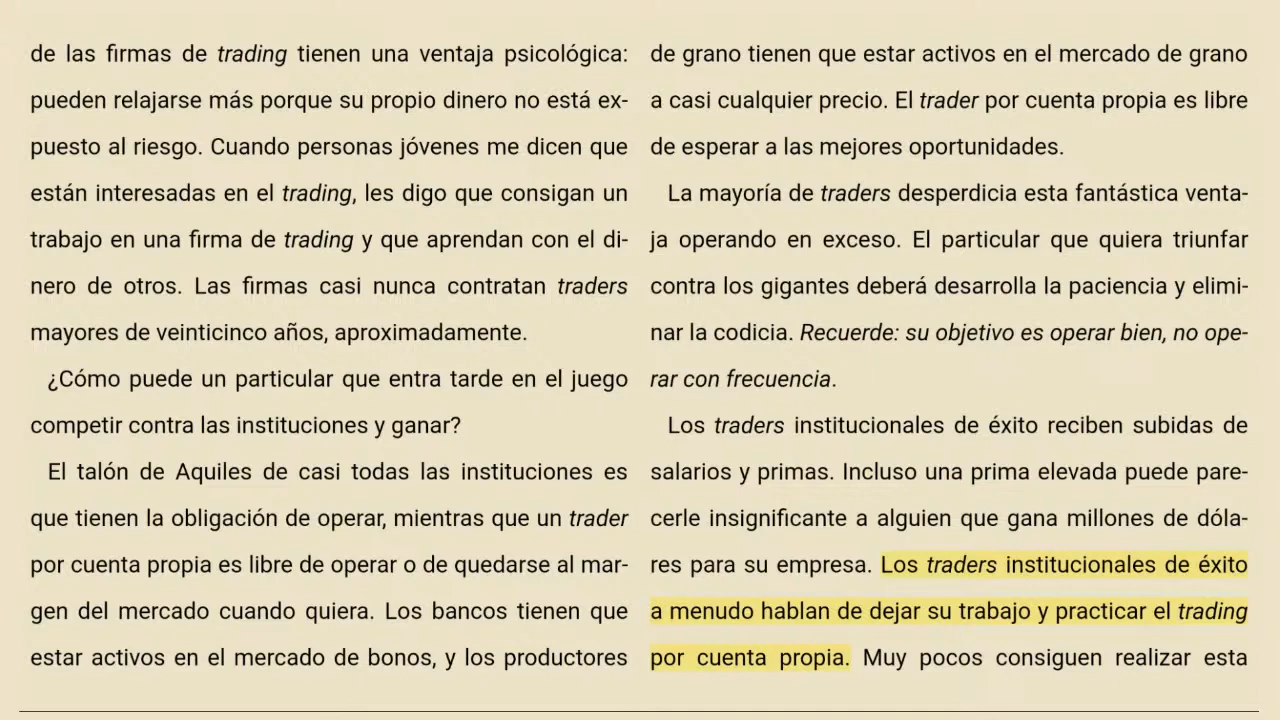 de las firmas de trading tienen una ventaja psicológica:
pueden relajarse más porque su propio dinero no está ex-
puesto al riesgo. Cuando personas jóvenes me dicen que
están interesadas en el trading, les digo que consigan un
trabajo en una firma de trading y que aprendan con el di-
nero de otros. Las firmas casi nunca contratan traders
mayores de veinticinco años, aproximadamente.
¿Cómo puede un particular que entra tarde en el juego
competir contra las instituciones y ganar?
El talón de Aquiles de casi todas las instituciones es
que tienen la obligación de operar, mientras que un trader
por cuenta propia es libre de operar o de quedarse al mar-
gen del mercado cuando quiera. Los bancos tienen que
estar activos en el mercado de bonos, y los productores
de grano tienen que estar activos en el mercado de grano
a casi cualquier precio. El trader por cuenta propia es libre
de esperar a las mejores oportunidades.
La mayoría de traders desperdicia esta fantástica venta-
ja operando en exceso. El particular que quiera triunfar
contra los gigantes deberá desarrolla la paciencia y elimi-
nar la codicia. Recuerde: su objetivo es operar bien, no ope-
rar con frecuencia.
Los traders institucionales de éxito reciben subidas de
salarios y primas. Incluso una prima elevada puede pare-
cerle insignificante a alguien que gana millones de dóla-
res para su empresa. Los traders institucionales de éxito
a menudo hablan de dejar su trabajo y practicar el trading
por cuenta propia. Muy pocos consiguen realizar esta